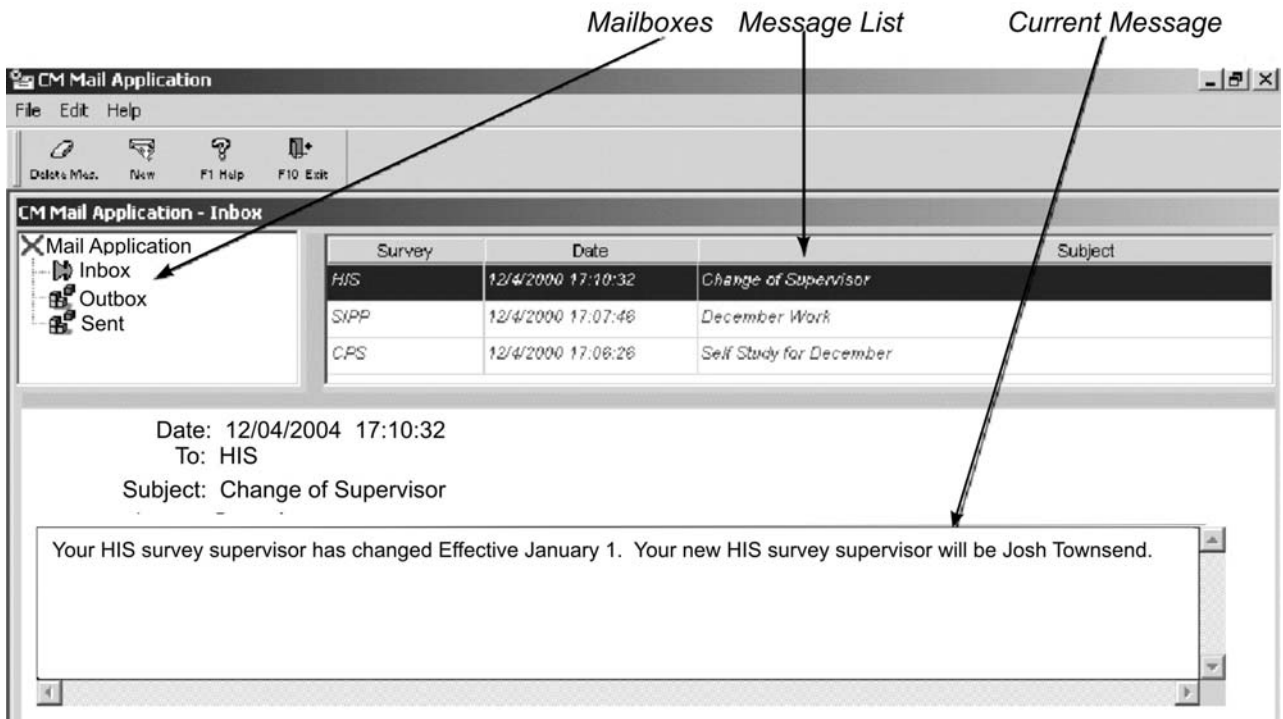 Mailboxes Message List Current Message
CM Mail Application
File Edit Help
Delete Mes. New F1 Help F10 Exit
CM Mail Application - Inbox
Mail Application
Inbox
Outbox
Sent
Survey Date Subject
HIS 12/4/2000 17:10:32 Change of Supervisor
SIPP 12/4/2000 17:07:46 December Work
CPS 12/4/2000 17:06:26 Self Study for December
Date: 12/04/2004 17:10:32
To: HIS
Subject: Change of Supervisor
Your HIS survey supervisor has changed Effective January 1. Your new HIS survey supervisor will be Josh Townsend.